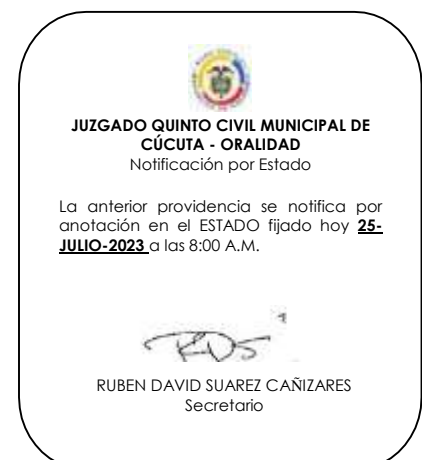 JUZGADO QUINTO CIVIL MUNICIPAL DE
CÚCUTA - ORALIDAD
Notificación por Estado
La anterior providencia se notifica por
anotación en el ESTADO fijado hoy 25-
JULIO-2023 a las 8:00 A.M.
RUBEN DAVID SUAREZ CAÑIZARES
Secretario